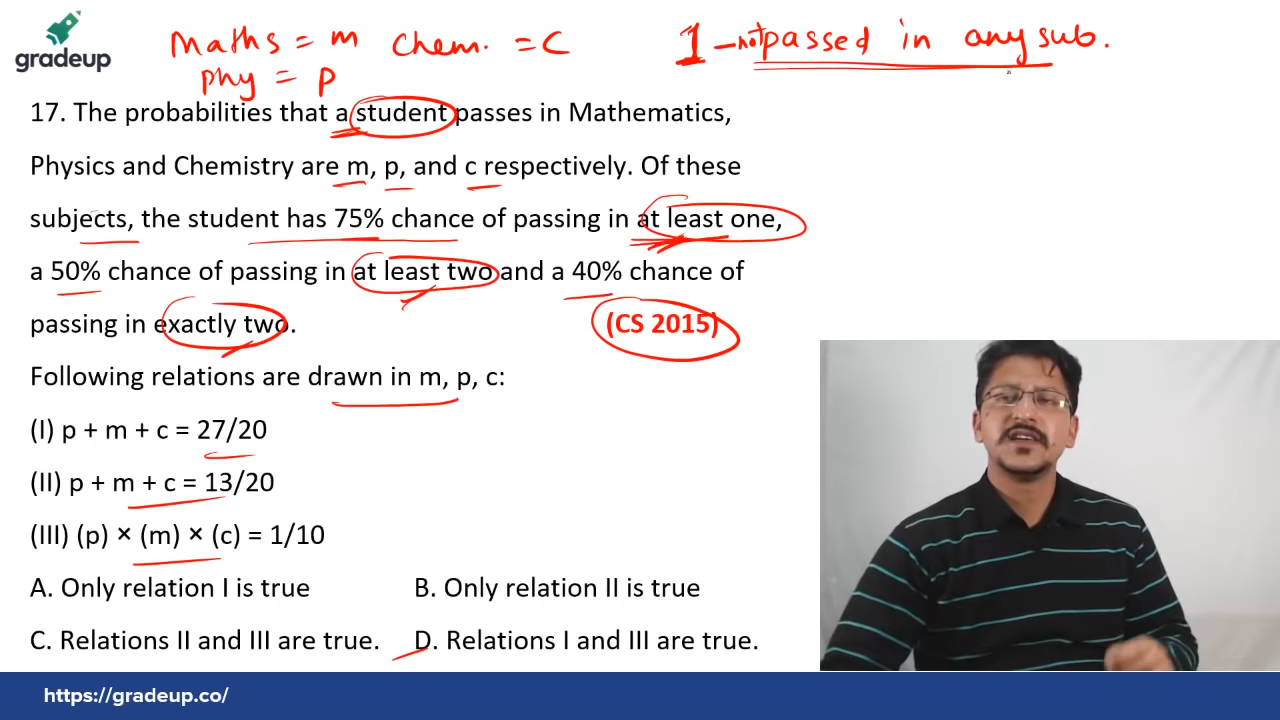 gradeup
Maths = m Chem. = C
phy = p
1 - not passed in any sub.
17. The probabilities that a student passes in Mathematics,
Physics and Chemistry are m, p, and c respectively. Of these
subjects, the student has 75% chance of passing in at least one,
a 50% chance of passing in at least two and a 40% chance of
passing in exactly two. (CS 2015)
Following relations are drawn in m, p, c:
(I) p + m + c = 27/20
(II) p + m + c = 13/20
(III) (p) × (m) × (c) = 1/10
A. Only relation I is true B. Only relation II is true
C. Relations II and III are true. D. Relations I and III are true.
https://gradeup.co/